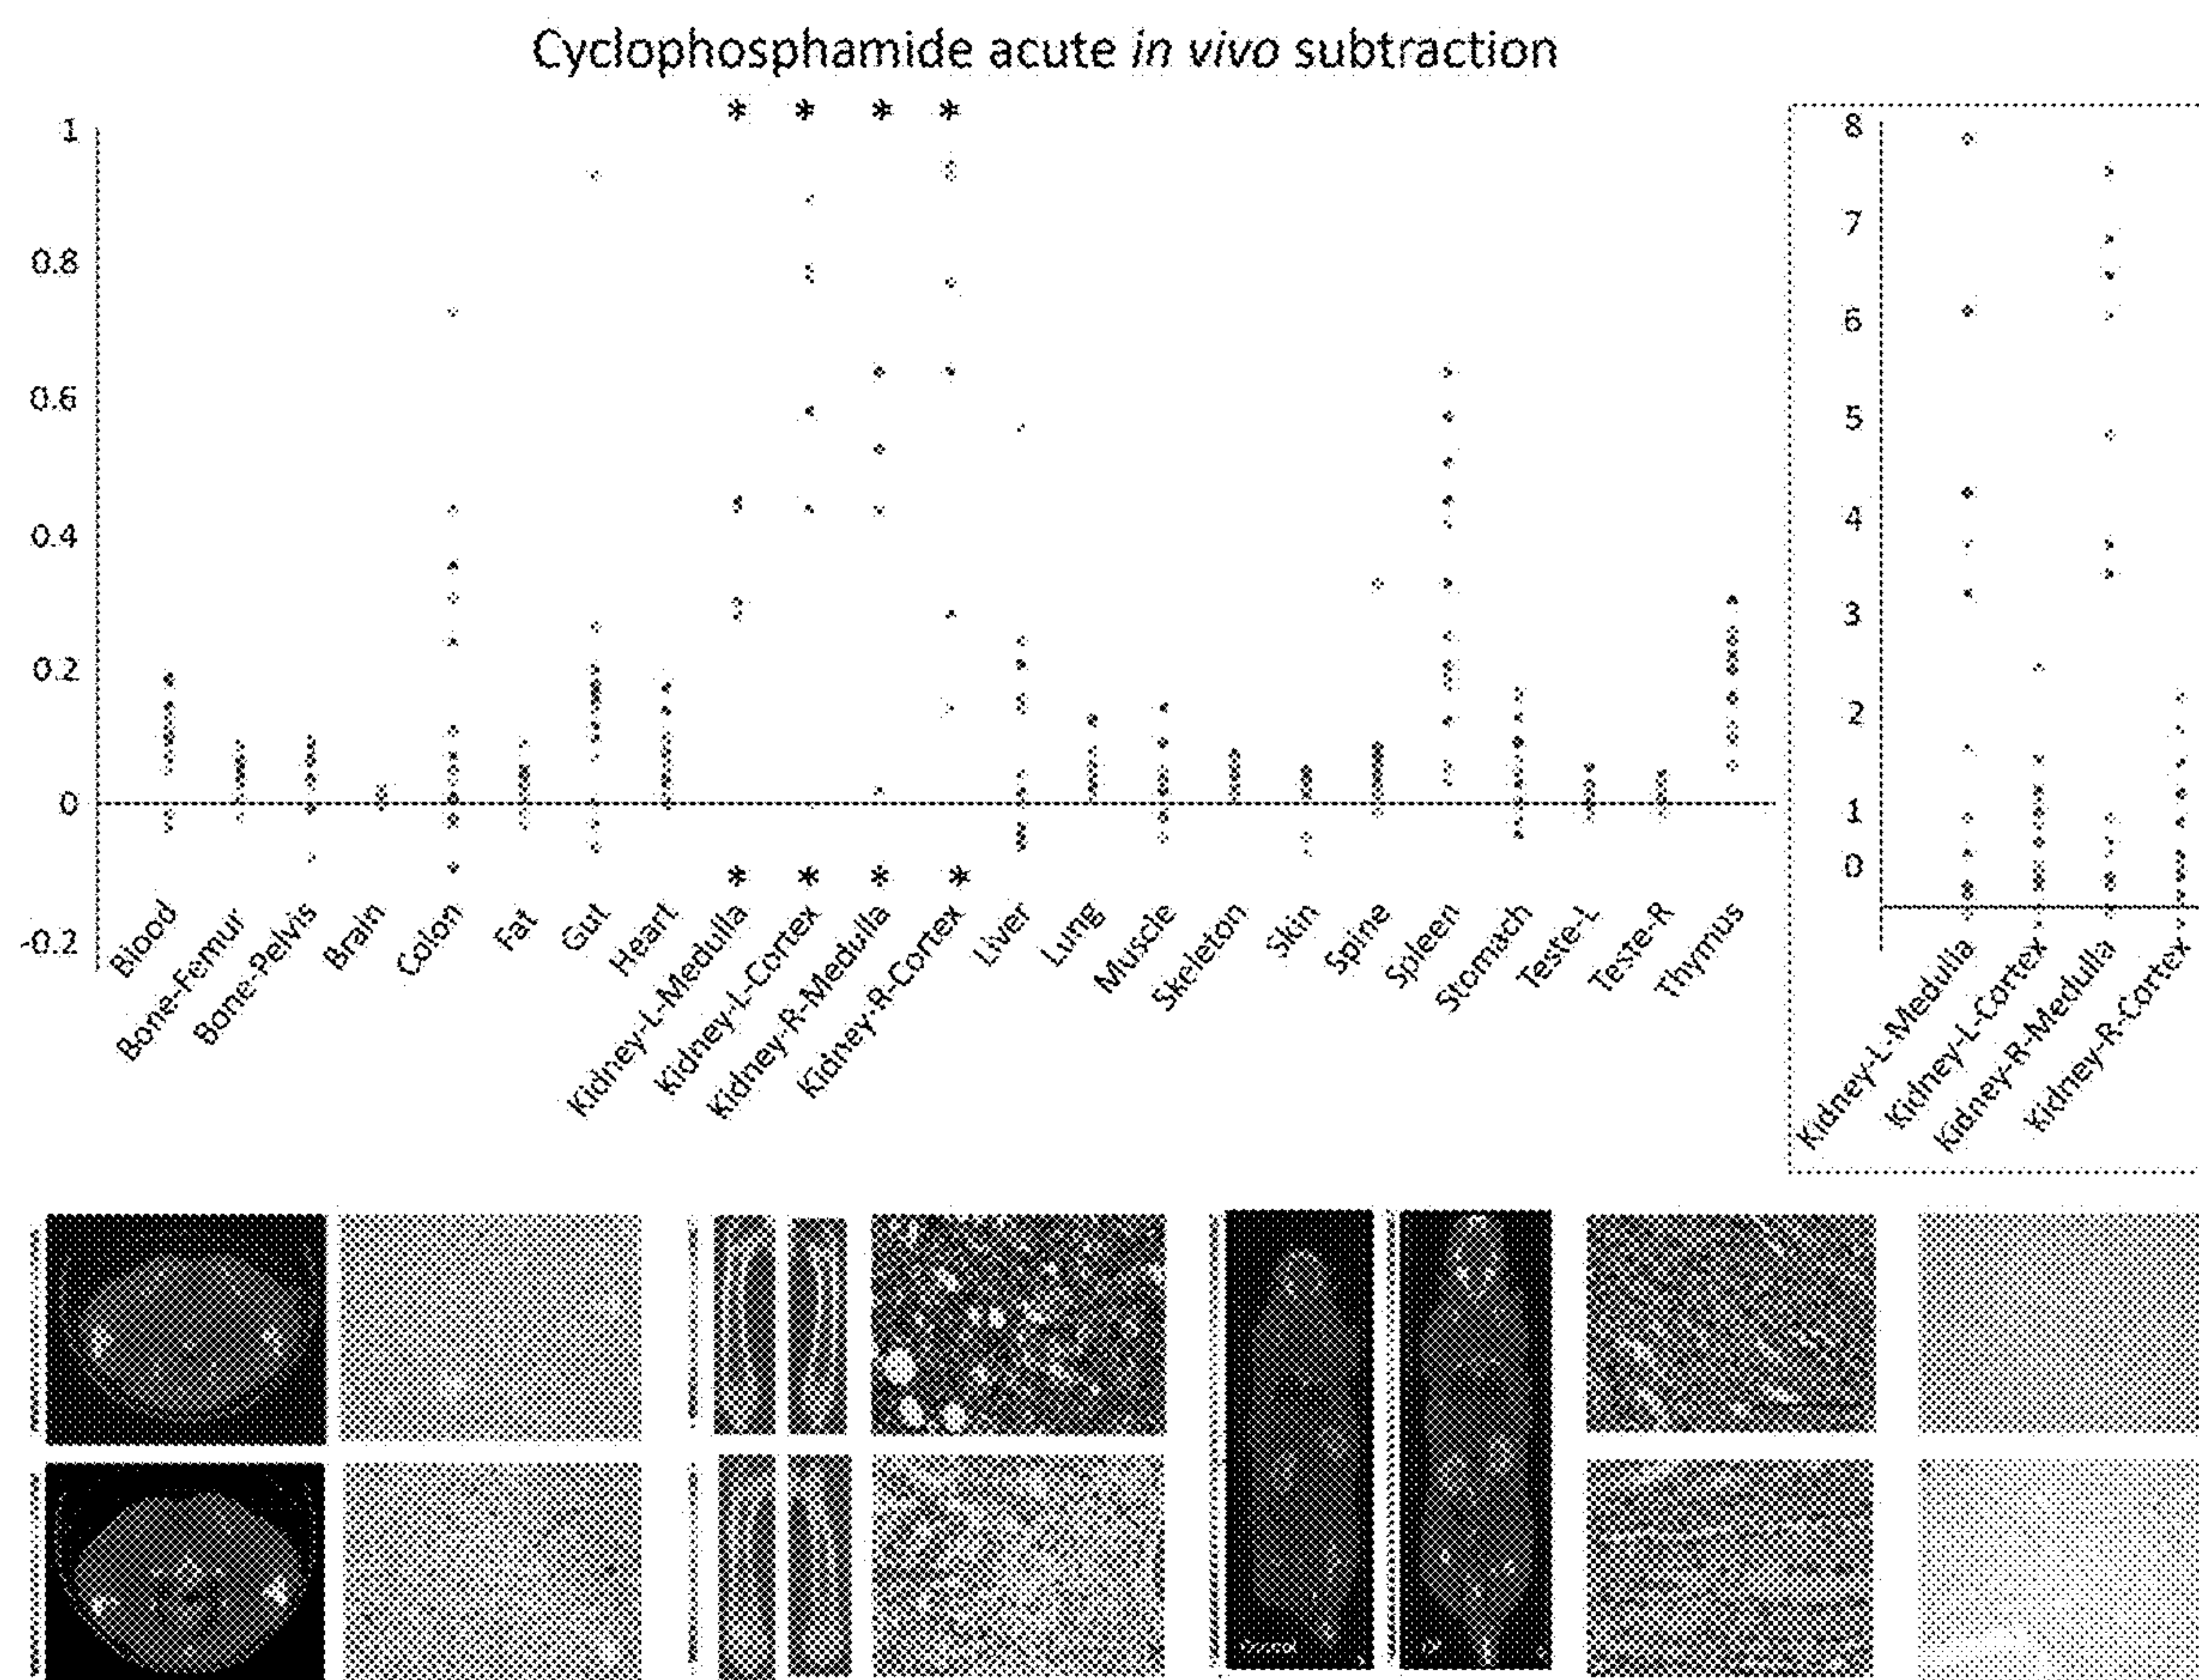 Cyclophosphamide acute in vivo subtraction
* * * *
1
0.8
0.6
0.4
0.2
0
-0.2
* * * *
Blood
Bone-Femur
Bone-Pelvis
Brain
Colon
Fat
Gut
Heart
Kidney-L-Medulla
Kidney-L-Cortex
Kidney-R-Medulla
Kidney-R-Cortex
Liver
Lung
Muscle
Skeleton
Skin
Spine
Spleen
Stomach
Teste-L
Teste-R
Thymus
8
7
6
5
4
3
2
1
0
Kidney-L-Medulla
Kidney-L-Cortex
Kidney-R-Medulla
Kidney-R-Cortex